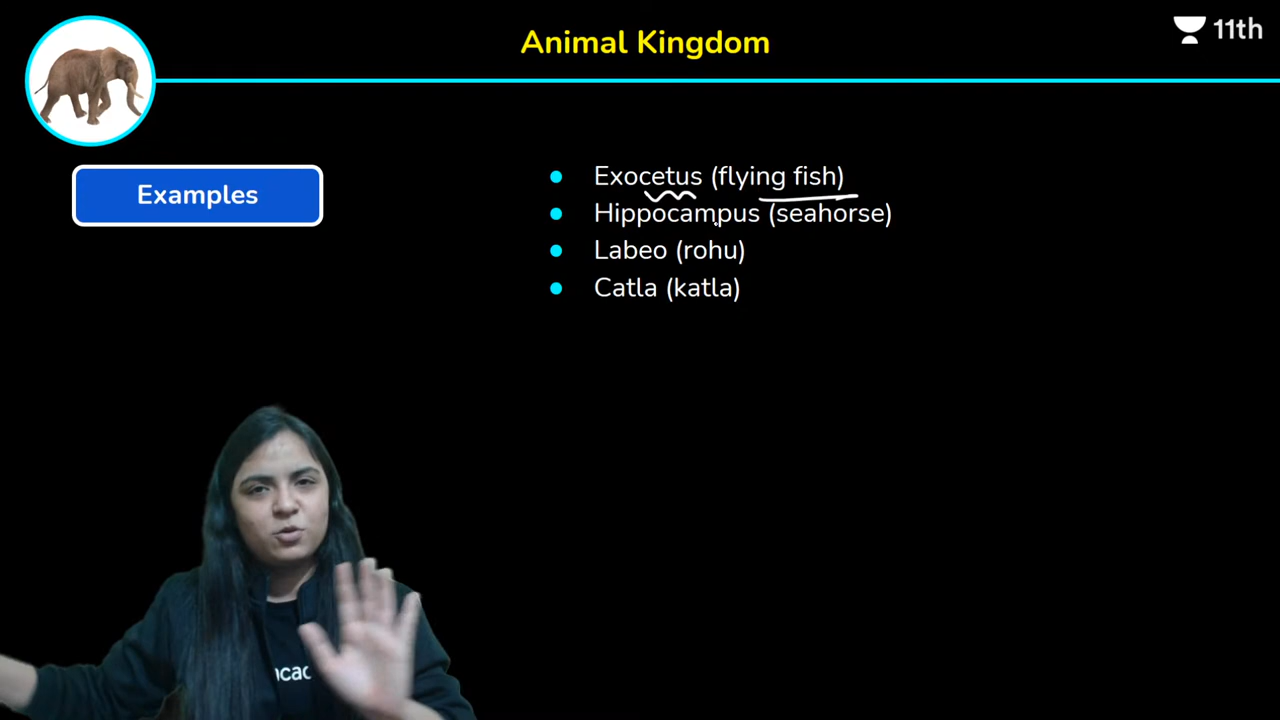 Animal Kingdom
11th
Examples
Exocetus (flying fish)
Hippocampus (seahorse)
Labeo (rohu)
Catla (katla)